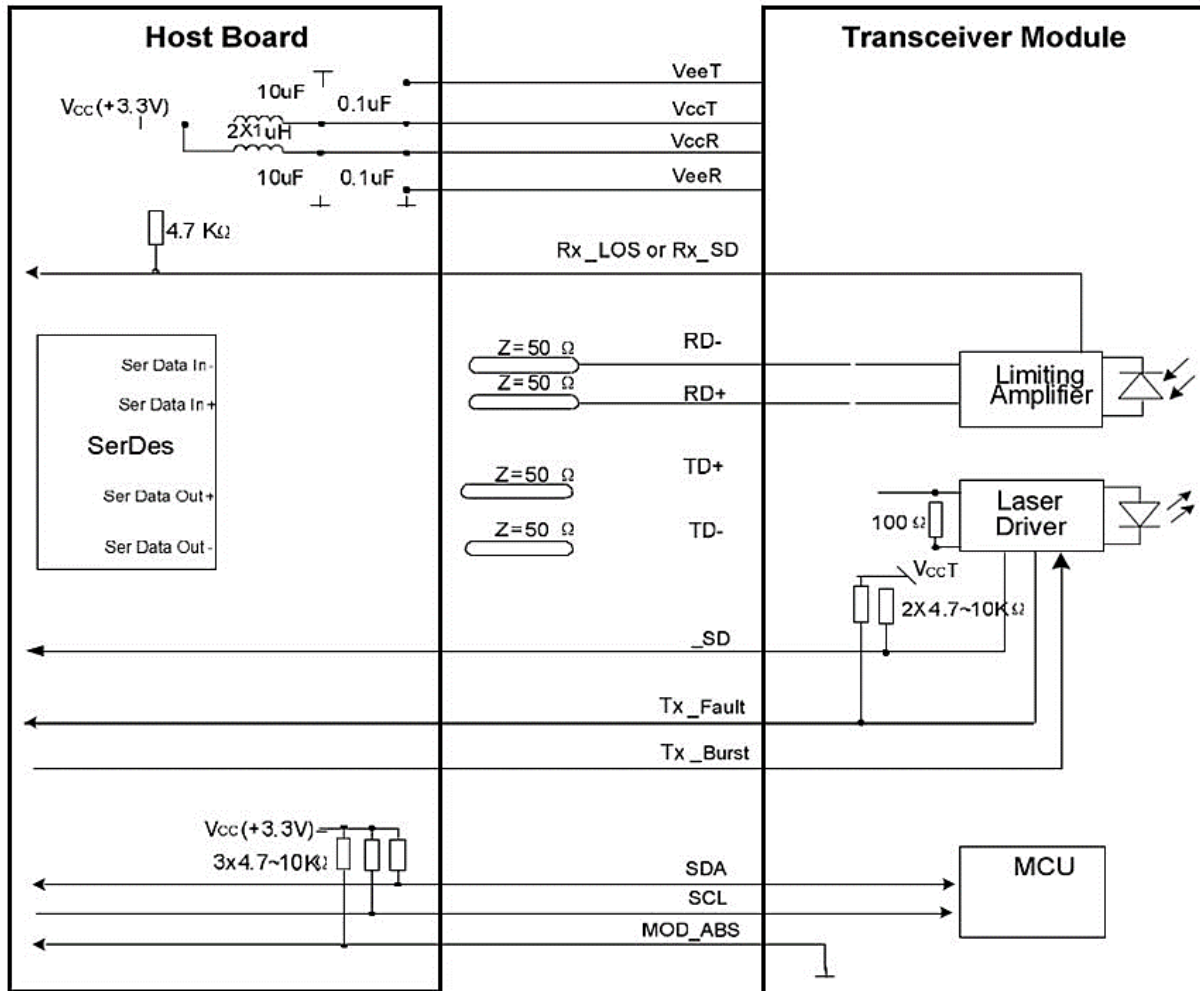 Host Board
Transceiver Module
VeeT
10uF
0.1uF
Vcc(+3.3V)
VccT
2X1uH
VccR
10uF
0.1uF
VeeR
4.7 KΩ
Rx_LOS or Rx_SD
Z=50 Ω
RD-
Ser Data In-
Z=50 Ω
Limiting
Amplifier
RD+
Ser Data In+
SerDes
TD+
Z=50 Ω
Ser Data Out+
Laser
Driver
100 Ω
Z=50 Ω
TD-
Ser Data Out-
VccT
2X4.7~10KΩ
_SD
Tx_Fault
Tx_Burst
Vcc(+3.3V)
3x4.7~10KΩ
SDA
MCU
SCL
MOD_ABS